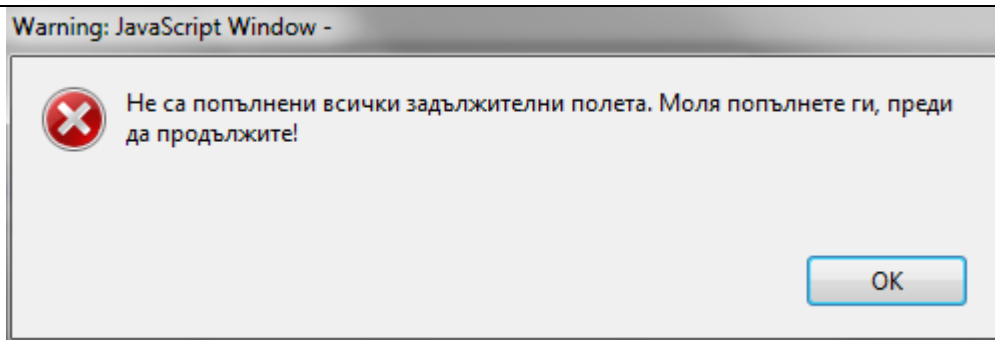 Warning: JavaScript Window -
Не са попълнени всички задължителни полета. Моля попълнете ги, преди
да продължите!
OK